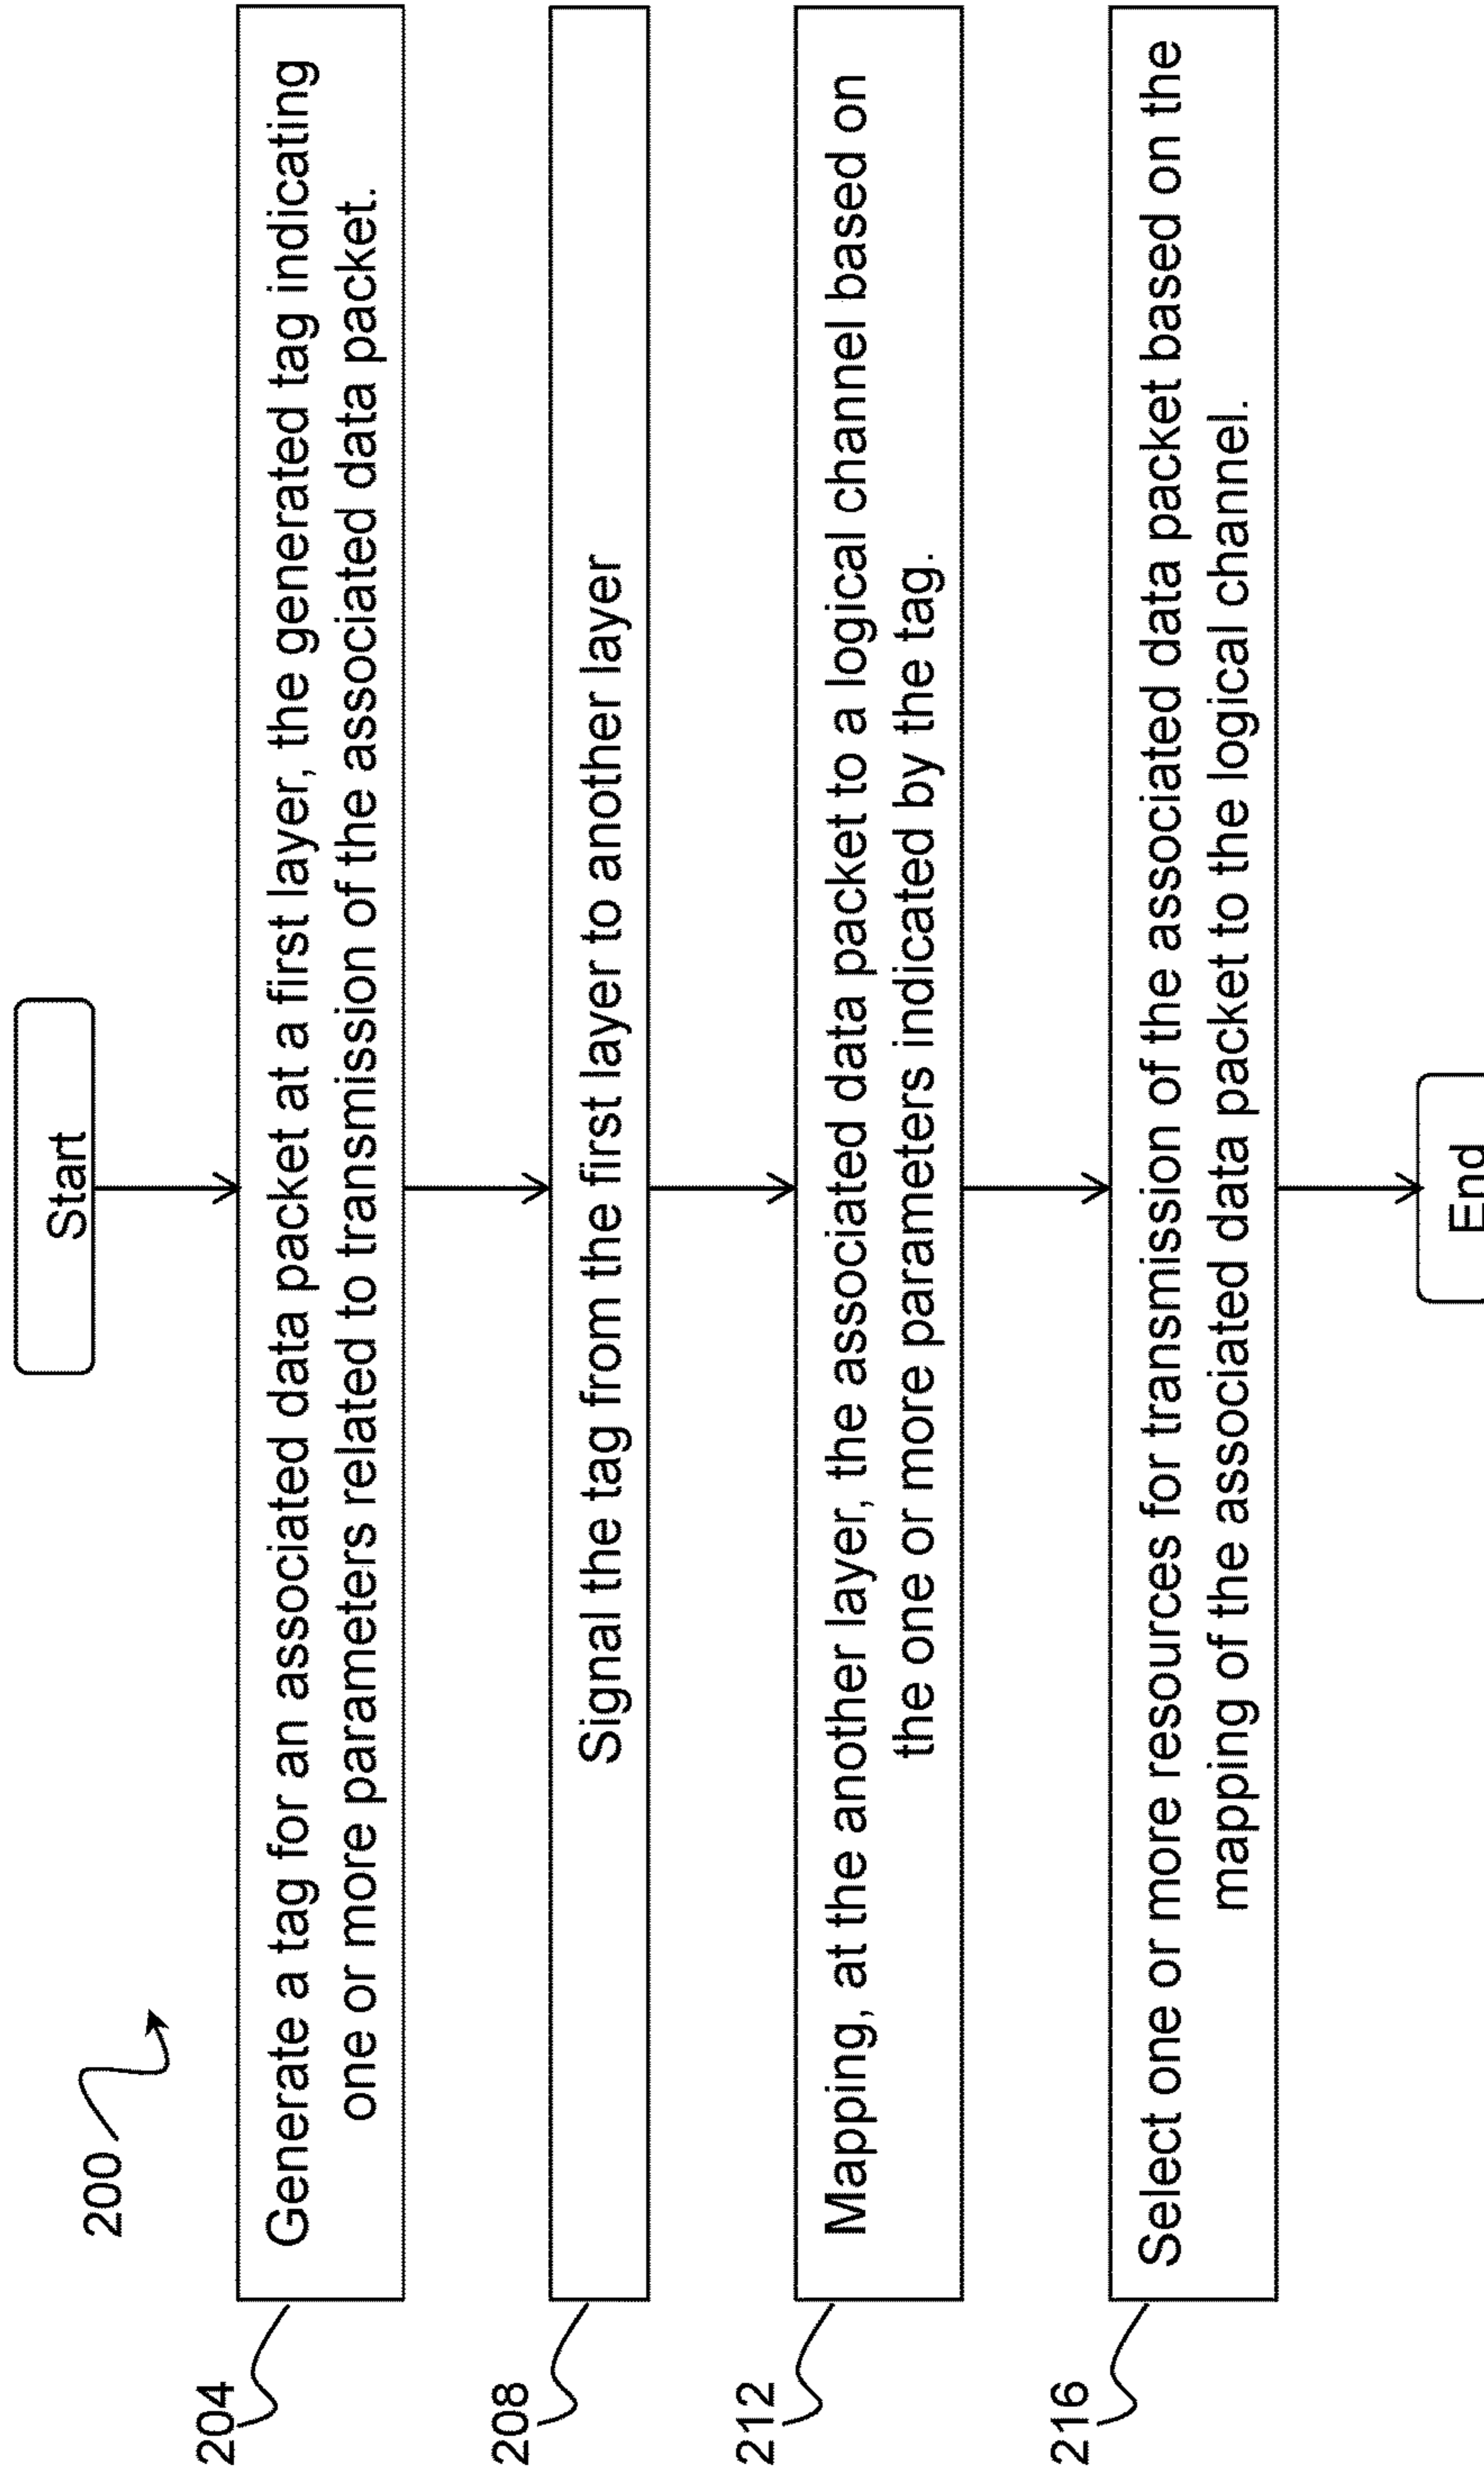 200
Start
204
Generate a tag for an associated data packet at a first layer, the generated tag indicating
one or more parameters related to transmission of the associated data packet.
208
Signal the tag from the first layer to another layer
212
Mapping, at the another layer, the associated data packet to a logical channel based on
the one or more parameters indicated by the tag.
216
Select one or more resources for transmission of the associated data packet based on the
mapping of the associated data packet to the logical channel.
End